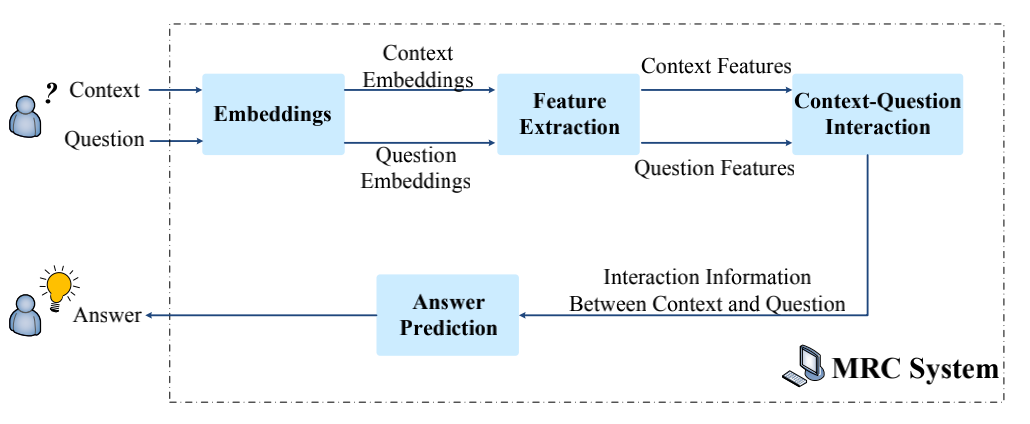 ?
Context
Question
Embeddings
Context
Embeddings
Question
Embeddings
Feature
Extraction
Context Features
Question Features
Context-Question
Interaction
Interaction Information
Between Context and Question
Answer
Prediction
Answer
MRC System